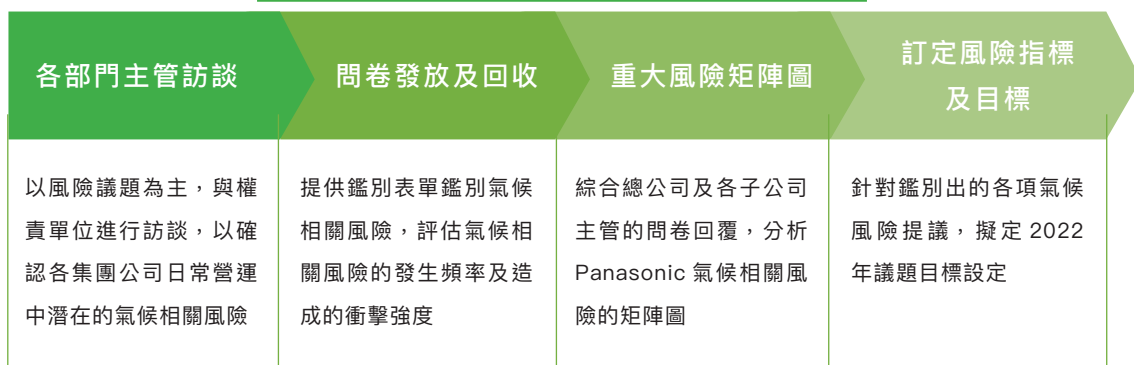 各部門主管訪談
問卷發放及回收
重大風險矩陣圖
訂定風險指標
及目標
以風險議題為主，與權
責單位進行訪談，以確
認各集團公司日常營運
中潛在的氣候相關風險
提供鑑別表單鑑別氣候
相關風險，評估氣候相
關風險的發生頻率及造
成的衝擊強度
綜合總公司及各子公司
主管的問卷回覆，分析
Panasonic 氣候相關風
險的矩陣圖
針對鑑別出的各項氣候
風險提議，擬定 2022
年議題目標設定